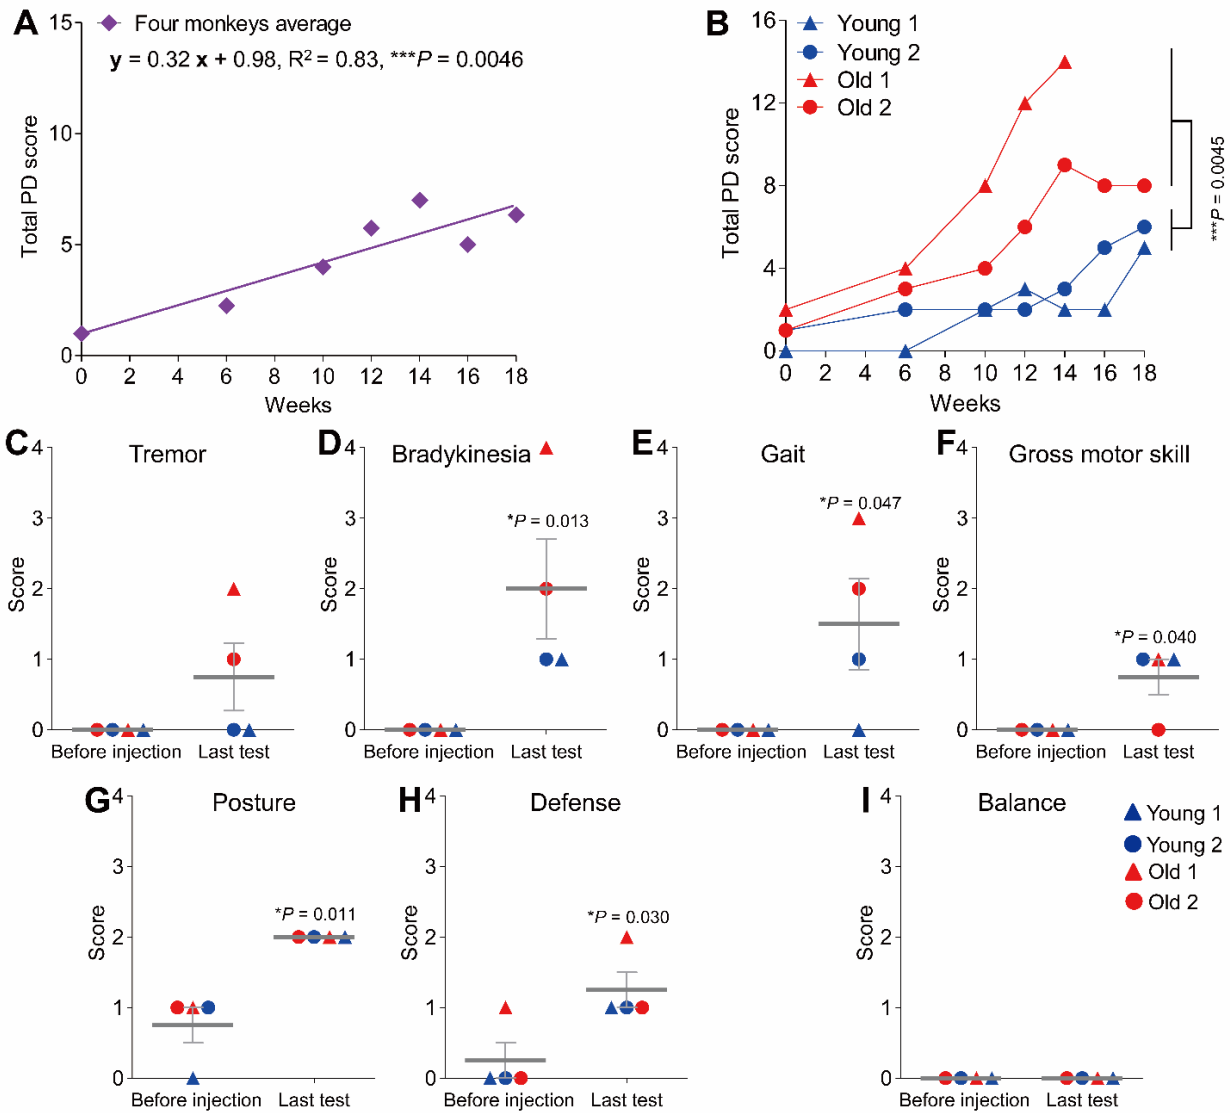 A
Four monkeys average
y = 0.32 x + 0.98, R² = 0.83, ***P = 0.0046
Total PD score
15
10
5
0
0 2 4 6 8 10 12 14 16 18
Weeks
B
Young 1
Young 2
Old 1
Old 2
Total PD score
16
12
8
4
0
0 2 4 6 8 10 12 14 16 18
Weeks
***P = 0.0045
C
Tremor
Score
4
3
2
1
0
Before injection Last test
D
Bradykinesia
*P = 0.013
Score
4
3
2
1
0
Before injection Last test
E
Gait
*P = 0.047
Score
4
3
2
1
0
Before injection Last test
F
Gross motor skill
*P = 0.040
Score
4
3
2
1
0
Before injection Last test
G
Posture
*P = 0.011
Score
4
3
2
1
0
Before injection Last test
H
Defense
*P = 0.030
Score
4
3
2
1
0
Before injection Last test
I
Balance
Score
4
3
2
1
0
Before injection Last test
Young 1
Young 2
Old 1
Old 2